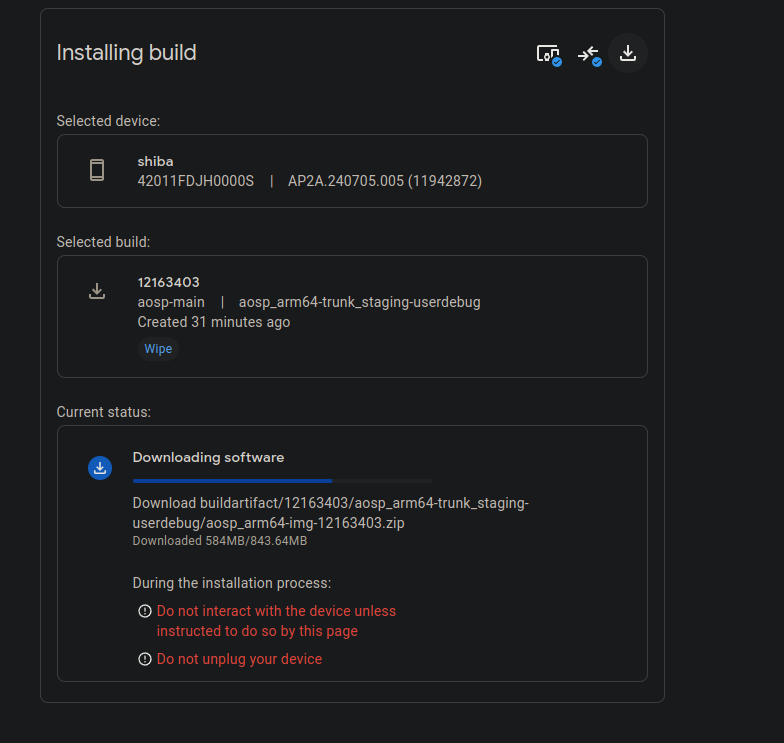 Installing build
Selected device:
shiba
42011FDJH0000S | AP2A.240705.005 (11942872)
Selected build:
12163403
aosp-main | aosp_arm64-trunk_staging-userdebug
Created 31 minutes ago
Wipe
Current status:
Downloading software
Download buildartifact/12163403/aosp_arm64-trunk_staging-
userdebug/aosp_arm64-img-12163403.zip
Downloaded 584MB/843.64MB
During the installation process:
Do not interact with the device unless
instructed to do so by this page
Do not unplug your device